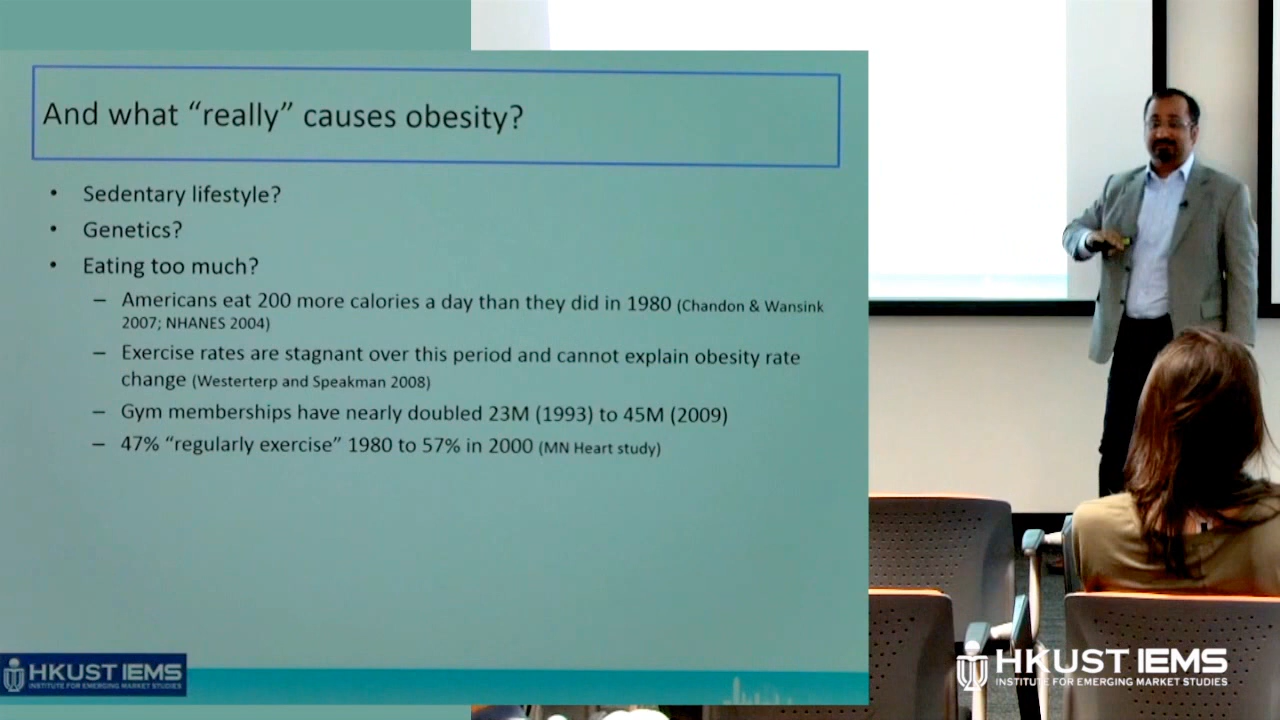 And what “really” causes obesity?
• Sedentary lifestyle?
• Genetics?
• Eating too much?
– Americans eat 200 more calories a day than they did in 1980 (Chandon & Wansink
2007; NHANES 2004)
– Exercise rates are stagnant over this period and cannot explain obesity rate
change (Westerterp and Speakman 2008)
– Gym memberships have nearly doubled 23M (1993) to 45M (2009)
– 47% “regularly exercise” 1980 to 57% in 2000 (MN Heart study)
HKUST IEMS
INSTITUTE FOR EMERGING MARKET STUDIES
HKUST IEMS
INSTITUTE FOR EMERGING MARKET STUDIES